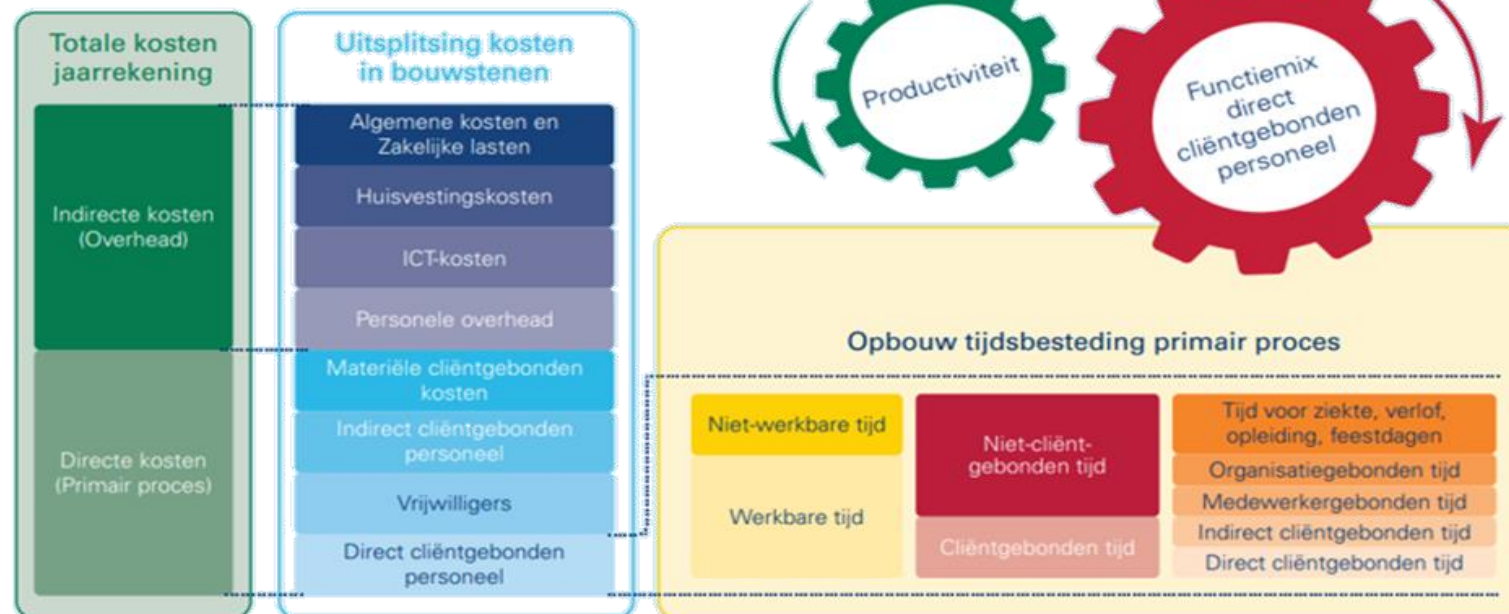 Totale kosten
jaarrekening
Indirecte kosten
(Overhead)
Directe kosten
(Primair proces)
Uitsplitsing kosten
in bouwstenen
Algemene kosten en
Zakelijke lasten
Huisvestingskosten
ICT-kosten
Personele overhead
Materiële cliëntgebonden
kosten
Indirect cliëntgebonden
personeel
Vrijwilligers
Direct cliëntgebonden
personeel
Productiviteit
Functiemix
direct
cliëntgebonden
personeel
Opbouw tijdsbesteding primair proces
Niet-werkbare tijd
Werkbare tijd
Niet-cliënt-
gebonden tijd
Cliëntgebonden tijd
Tijd voor ziekte, verlof,
opleiding, feestdagen
Organisatiegebonden tijd
Medewerkergebonden tijd
Indirect cliëntgebonden tijd
Direct cliëntgebonden tijd